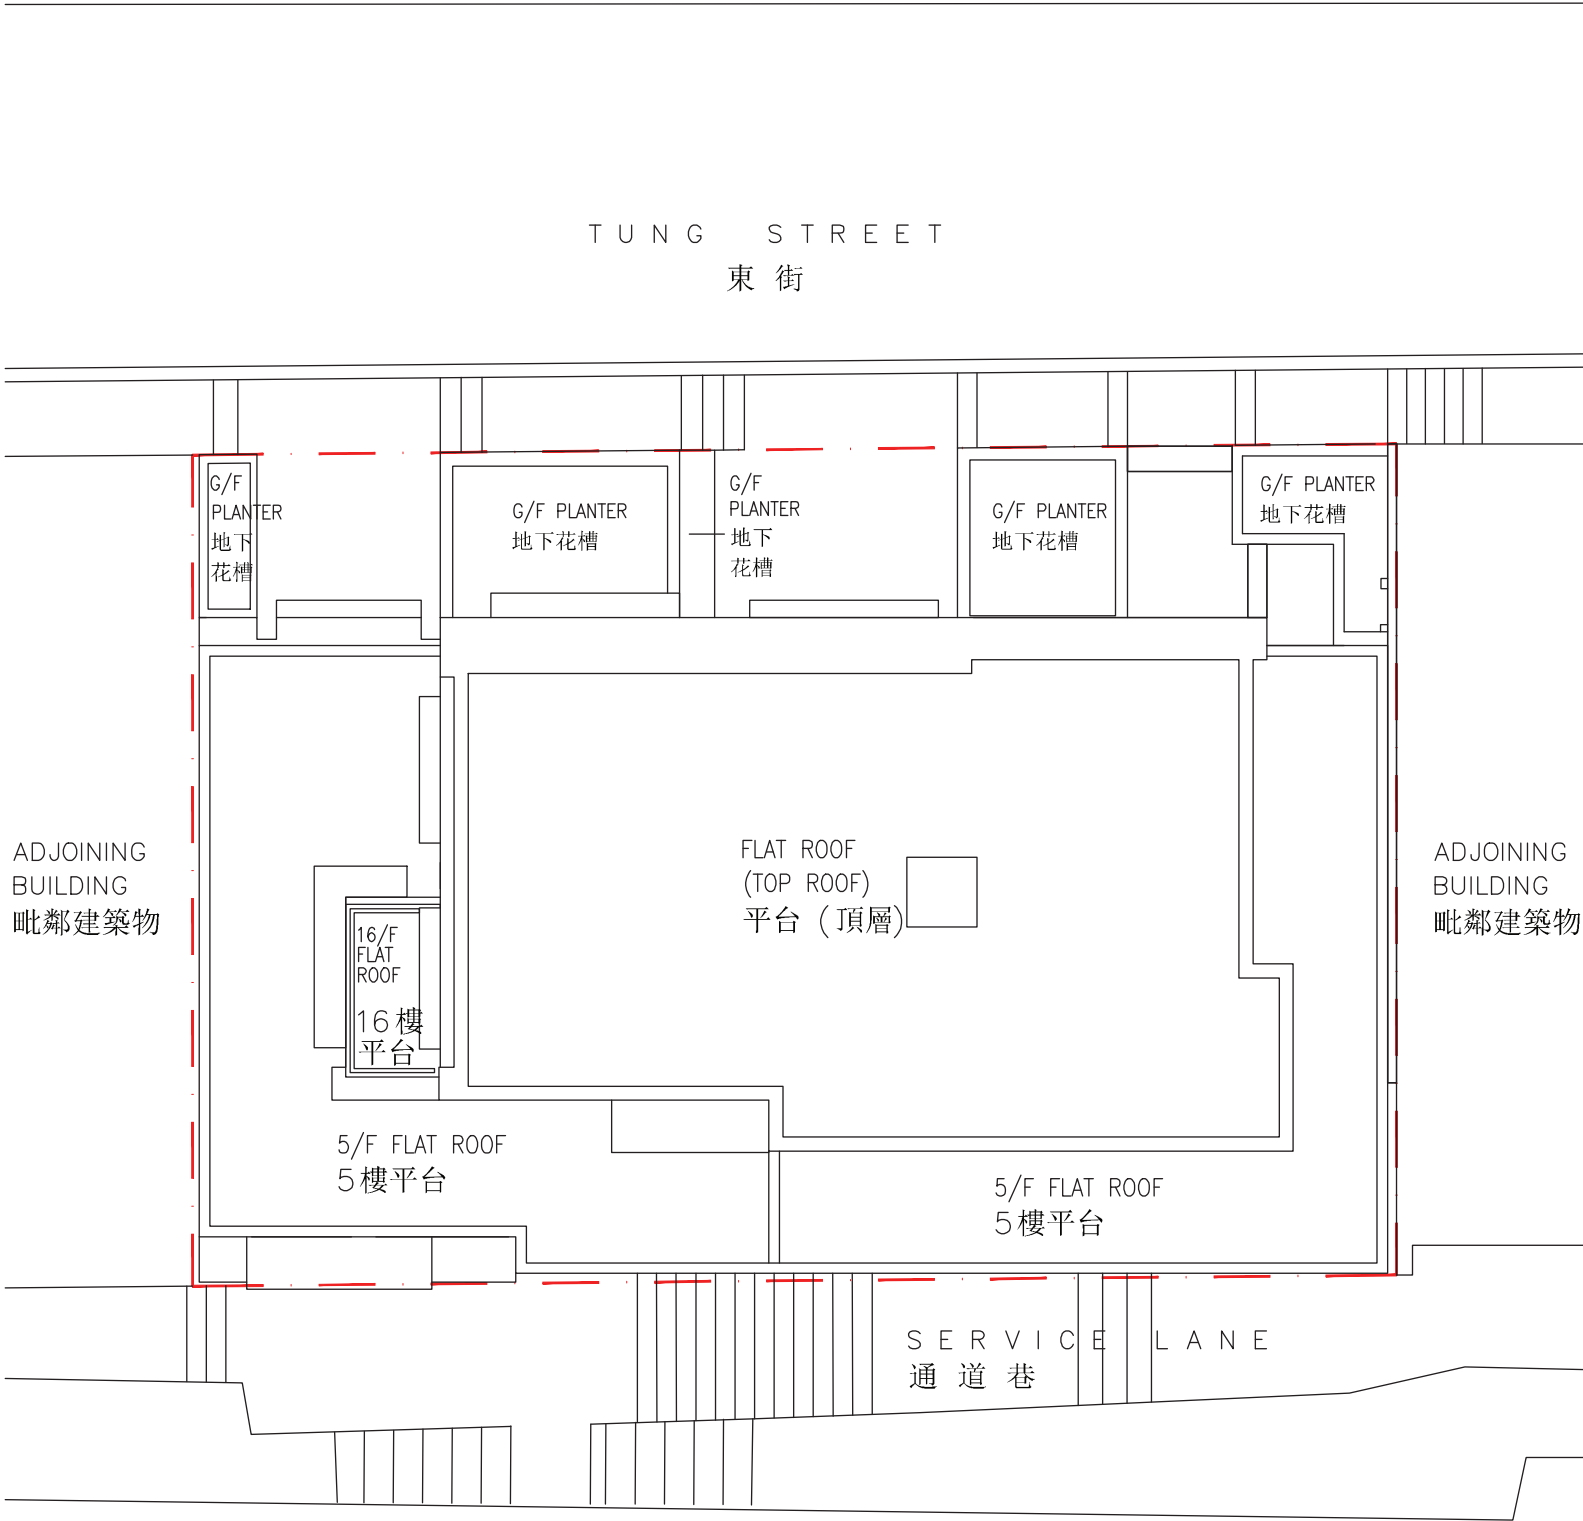 TUNG STREET
東街
G/F
PLANTER
地下
花槽
G/F PLANTER
地下花槽
G/F
PLANTER
地下
花槽
G/F PLANTER
地下花槽
G/F PLANTER
地下花槽
ADJOINING
BUILDING
毗鄰建築物
FLAT ROOF
(TOP ROOF)
平台 (頂層)
ADJOINING
BUILDING
毗鄰建築物
16/F
FLAT
ROOF
16樓
平台
5/F FLAT ROOF
5樓平台
5/F FLAT ROOF
5樓平台
SERVICE LANE
通道巷